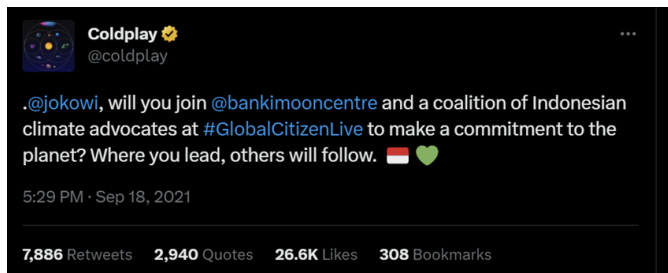 Coldplay
@coldplay
.@jokowi, will you join @bankimooncentre and a coalition of Indonesian
climate advocates at #GlobalCitizenLive to make a commitment to the
planet? Where you lead, others will follow. 🇮🇩 💚
5:29 PM · Sep 18, 2021
7,886 Retweets 2,940 Quotes 26.6K Likes 308 Bookmarks